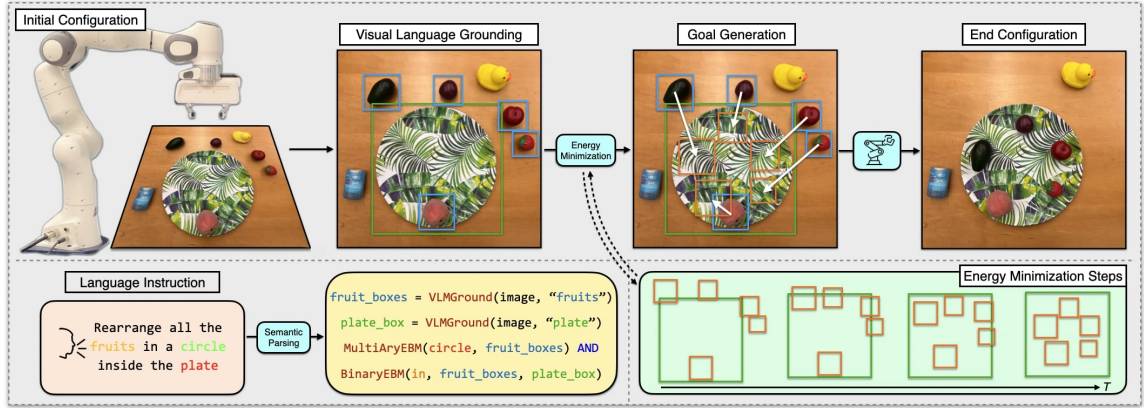 Initial Configuration
Visual Language Grounding
Goal Generation
End Configuration
Energy
Minimization
Language Instruction
Rearrange all the
fruits in a circle
inside the plate
Semantic
Parsing
fruit_boxes = VLMGround(image, “fruits”)
plate_box = VLMGround(image, “plate”)
MultiAryEBM(circle, fruit_boxes) AND
BinaryEBM(in, fruit_boxes, plate_box)
Energy Minimization Steps
T